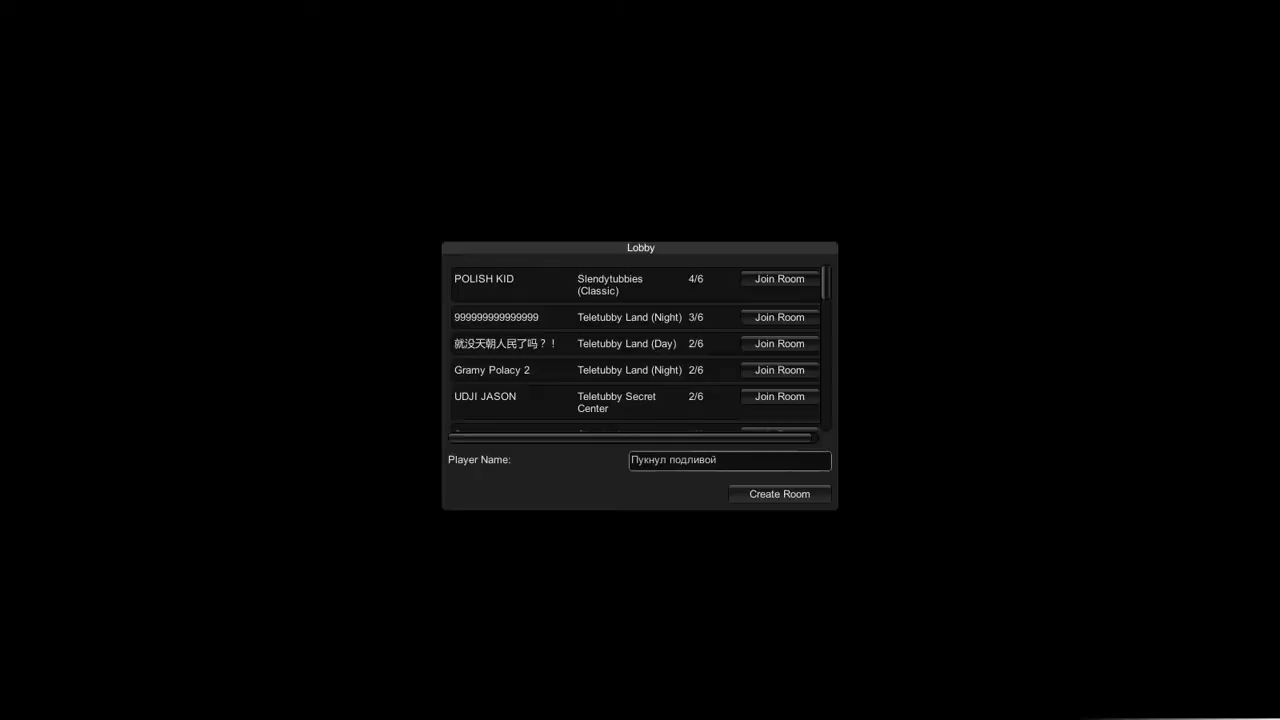 Lobby
POLISH KID Slendytubbies 4/6 Join Room
(Classic)
999999999999999 Teletubby Land (Night) 3/6 Join Room
就没天朝人民了吗？！ Teletubby Land (Day) 2/6 Join Room
Gramy Polacy 2 Teletubby Land (Night) 2/6 Join Room
UDJI JASON Teletubby Secret 2/6 Join Room
Center
Player Name: Пукнул подливой
Create Room